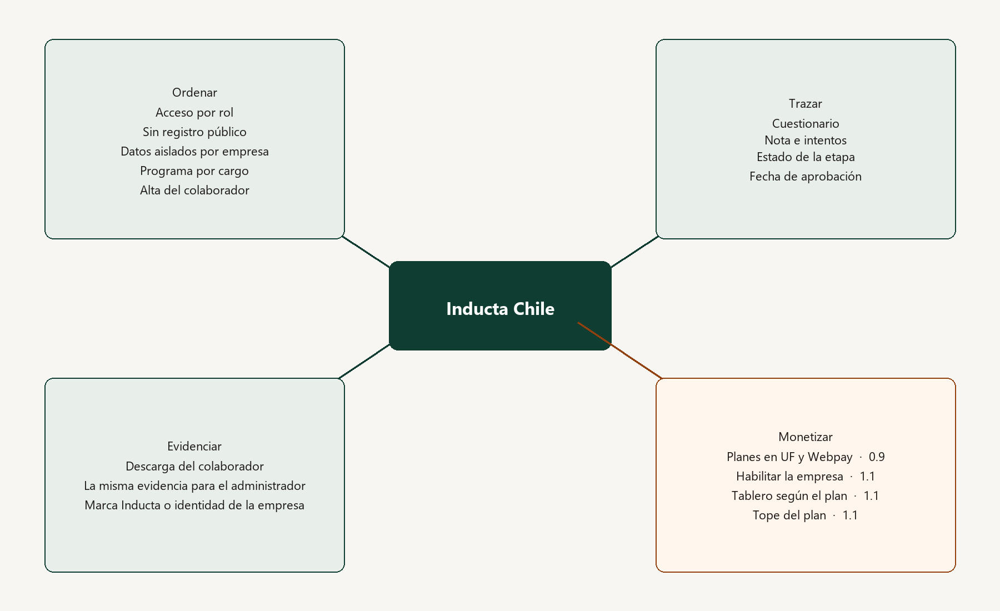 Ordenar
Acceso por rol
Sin registro público
Datos aislados por empresa
Programa por cargo
Alta del colaborador
Trazar
Cuestionario
Nota e intentos
Estado de la etapa
Fecha de aprobación
Inducta Chile
Evidenciar
Descarga del colaborador
La misma evidencia para el administrador
Marca Inducta o identidad de la empresa
Monetizar
Planes en UF y Webpay · 0.9
Habilitar la empresa · 1.1
Tablero según el plan · 1.1
Tope del plan · 1.1